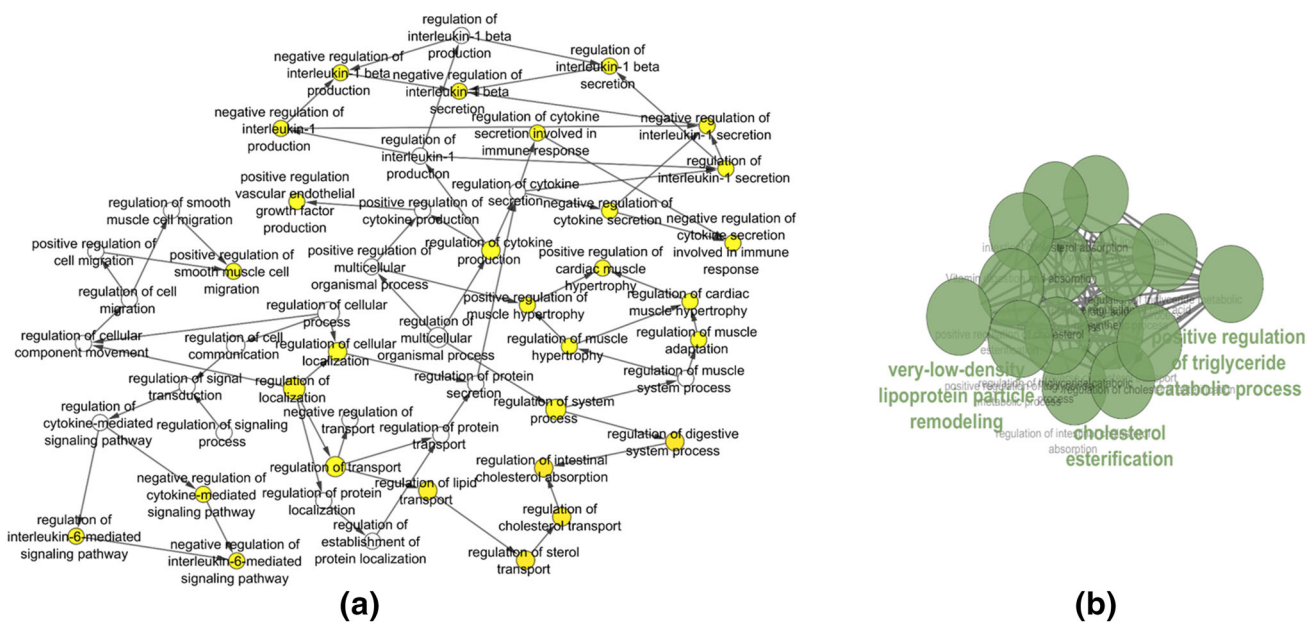 regulation of
interleukin-1 beta
production
negative regulation of
interleukin-1 beta
production
negative regulation of
interleukin-1 beta
secretion
regulation of
interleukin-1 beta
secretion
negative regulation of
interleukin-1
production
regulation of cytokine
secretion involved in
immune response
negative regulation of
interleukin-1 secretion
regulation of
interleukin-1
production
regulation of
interleukin-1 secretion
positive regulation
vascular endothelial
growth factor
production
regulation of cytokine
secretion
regulation of smooth
muscle cell migration
positive regulation of
cytokine production
negative regulation of
cytokine secretion
negative regulation of
cytokine secretion
involved in immune
response
positive regulation of
cell migration
positive regulation of
smooth muscle cell
migration
positive regulation of
multicellular
organismal process
regulation of cytokine
production
positive regulation of
cardiac muscle
hypertrophy
regulation of cell
migration
regulation of cellular
process
positive regulation of
muscle hypertrophy
regulation of cardiac
muscle hypertrophy
regulation of cellular
component movement
regulation of cell
communication
regulation of cellular
localization
regulation of
multicellular
organismal process
regulation of muscle
hypertrophy
regulation of muscle
adaptation
regulation of signal
transduction
regulation of
localization
regulation of protein
secretion
regulation of muscle
system process
regulation of
cytokine-mediated
signaling pathway
regulation of signaling
process
negative regulation of
transport
regulation of protein
transport
regulation of system
process
regulation of digestive
system process
regulation of transport
regulation of intestinal
cholesterol absorption
negative regulation of
cytokine-mediated
signaling pathway
regulation of protein
localization
regulation of lipid
transport
regulation of
cholesterol transport
regulation of
interleukin-6-mediated
signaling pathway
negative regulation of
interleukin-6-mediated
signaling pathway
regulation of
establishment of
protein localization
regulation of sterol
transport
(a)
positive regulation
of triglyceride
catabolic process
very-low-density
lipoprotein particle
remodeling
cholesterol
esterification
regulation of intestinal
absorption
(b)